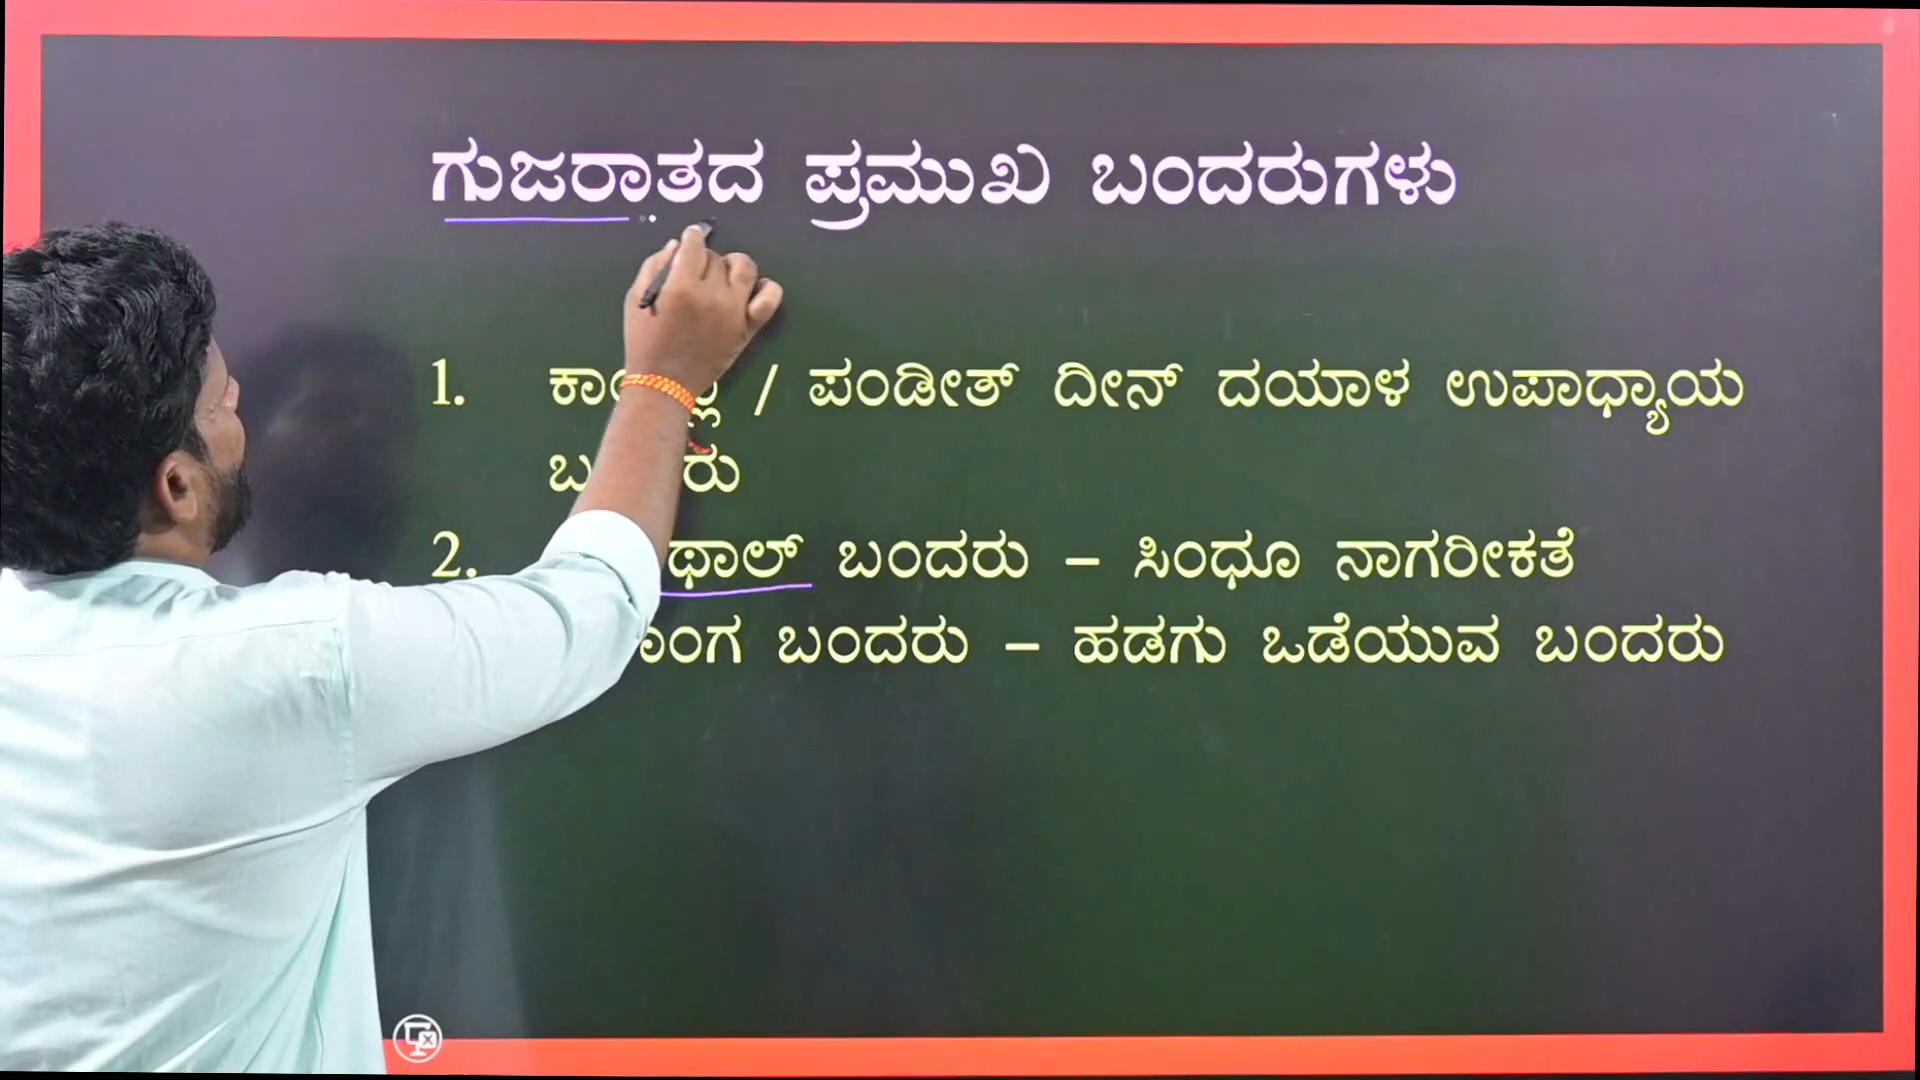 ಗುಜರಾತದ ಪ್ರಮುಖ ಬಂದರುಗಳು
1. / ಪಂಡೀತ್ ದೀನ್ ದಯಾಳ ಉಪಾಧ್ಯಾಯ
2. ಬಂದರು – ಸಿಂಧೂ ನಾಗರೀಕತೆ
ಬಂದರು – ಹಡಗು ಒಡೆಯುವ ಬಂದರು